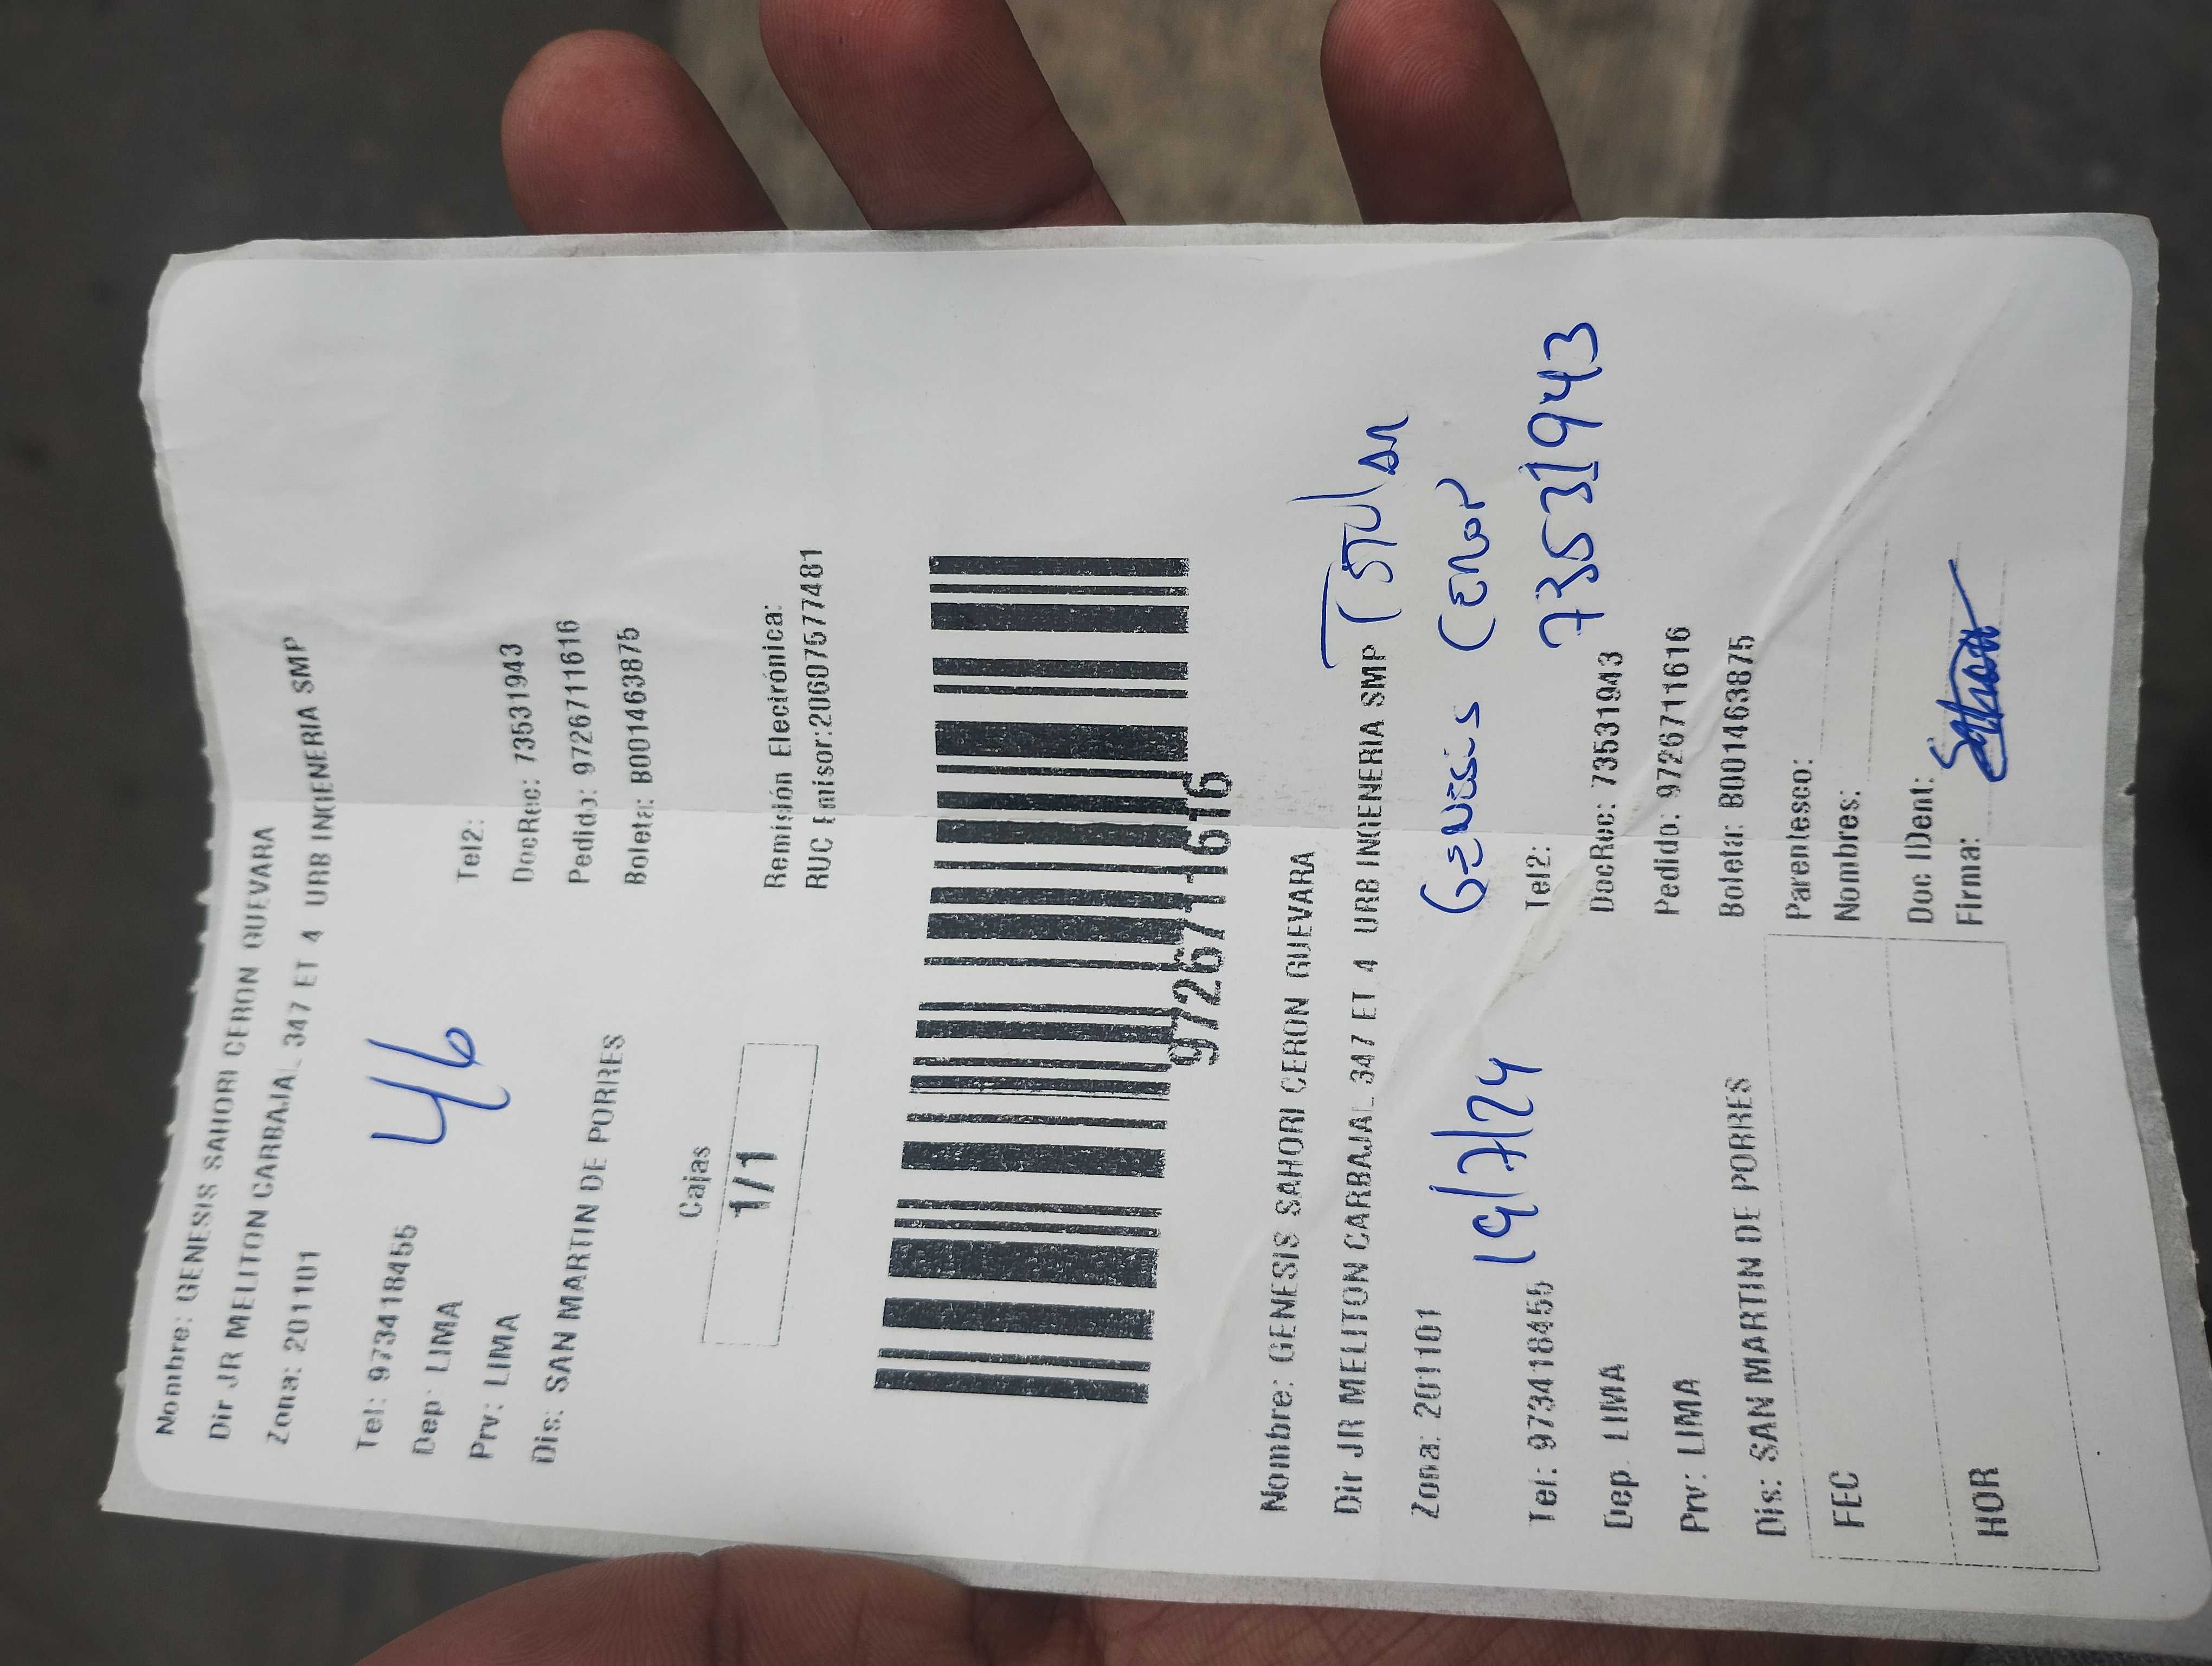 Nombre: GENESIS SAHORI CERON GUEVARA
Dir JR MELITON CARBAJAL 347 ET 4 URB INGENERIA SMP
Zona: 201101
46
Tel: 973418455
Tel2:
Dep LIMA
DocRec: 73531943
Prv: LIMA
Pedido: 972671 1616
Dis: SAN MARTIN DE PORRES
Boleta: B001463875
Cajas
1/1
Remisión Electrónica:
RUC Emisor:20607577481
9726711616
Nombre: GENESIS SAHORI CERON GUEVARA
Dir JR MELITON CARBAJAL 347 ET 4 URB INGENERIA SMP
Titular
Zona: 201101
Genesis Ceron
19/7/24
73531943
Tel: 973418455
Tel2:
Dep LIMA
DocRec: 73531943
Prv: LIMA
Pedido: 9726711616
Dis: SAN MARTIN DE PORRES
Boleta: B001463875
Parentesco:
FEC
Nombres:
Doc IDent:
HOR
Firma: